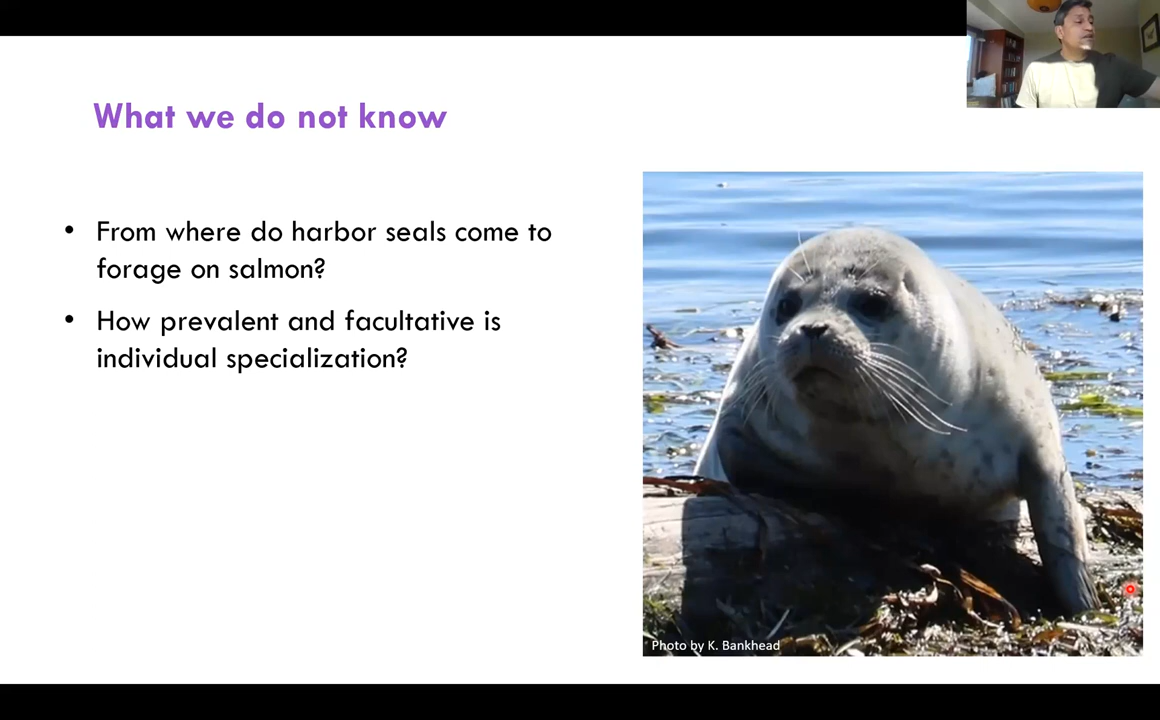 What we do not know
• From where do harbor seals come to
forage on salmon?
• How prevalent and facultative is
individual specialization?
Photo by K. Bankhead